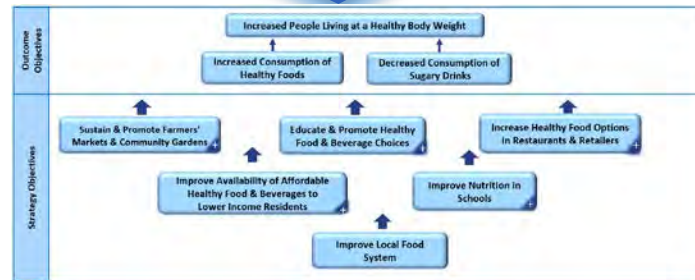 Outcome
Objectives
Increased People Living at a Healthy Body Weight
Increased Consumption of
Healthy Foods
Decreased Consumption of
Sugary Drinks
Strategy Objectives
Sustain & Promote Farmers'
Markets & Community Gardens
Educate & Promote Healthy
Food & Beverage Choices
Increase Healthy Food Options
in Restaurants & Retailers
Improve Availability of Affordable
Healthy Food & Beverages to
Lower Income Residents
Improve Nutrition in
Schools
Improve Local Food
System